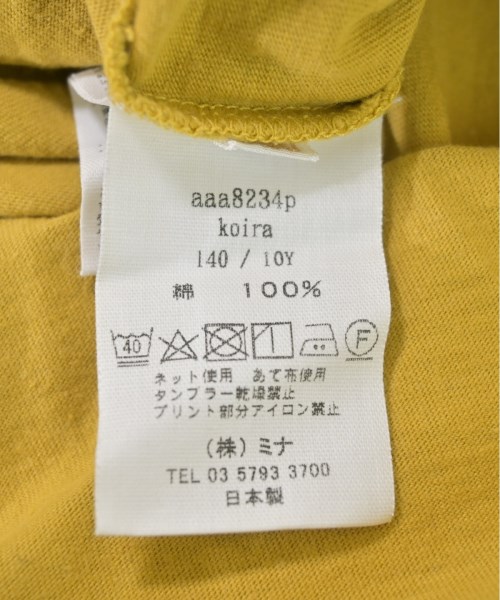 aaa8234p
koira
140 / 10Y
綿 100%
40 F
ネット使用 あて布使用
タンブラー乾燥禁止
プリント部分アイロン禁止
(株) ミナ
TEL 03 5793 3700
日本製